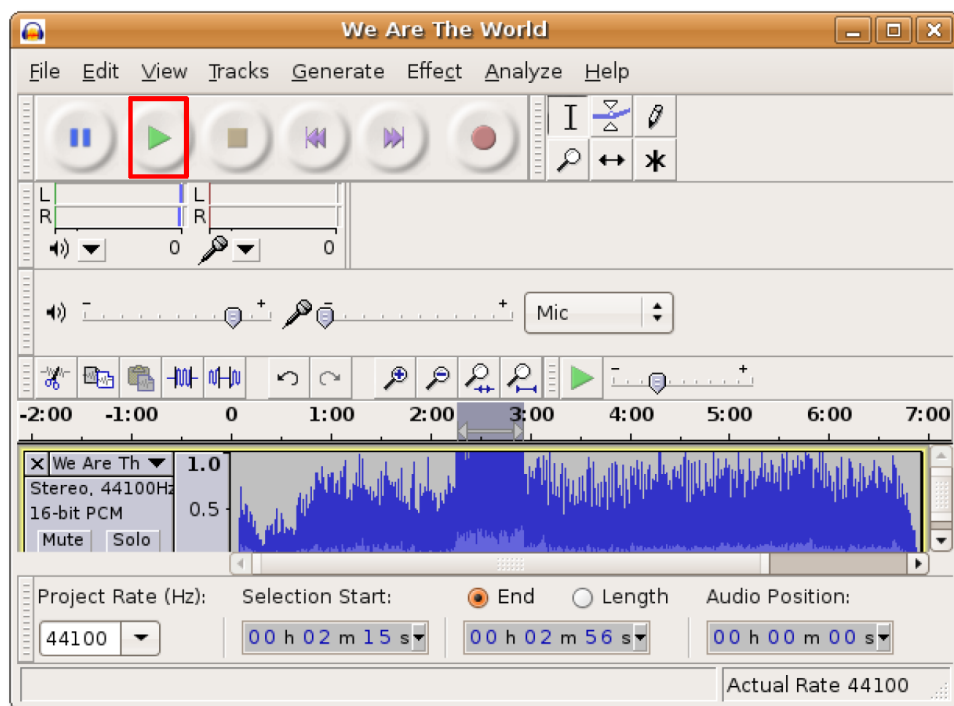 We Are The World
File Edit View Tracks Generate Effect Analyze Help
L L
R R
0 0
- + - + Mic
- +
-2:00 -1:00 0 1:00 2:00 3:00 4:00 5:00 6:00 7:00
We Are Th 1.0
Stereo, 44100Hz
16-bit PCM 0.5
Mute Solo
Project Rate (Hz): Selection Start: End Length Audio Position:
44100 00 h 02 m 15 s 00 h 02 m 56 s 00 h 00 m 00 s
Actual Rate 44100